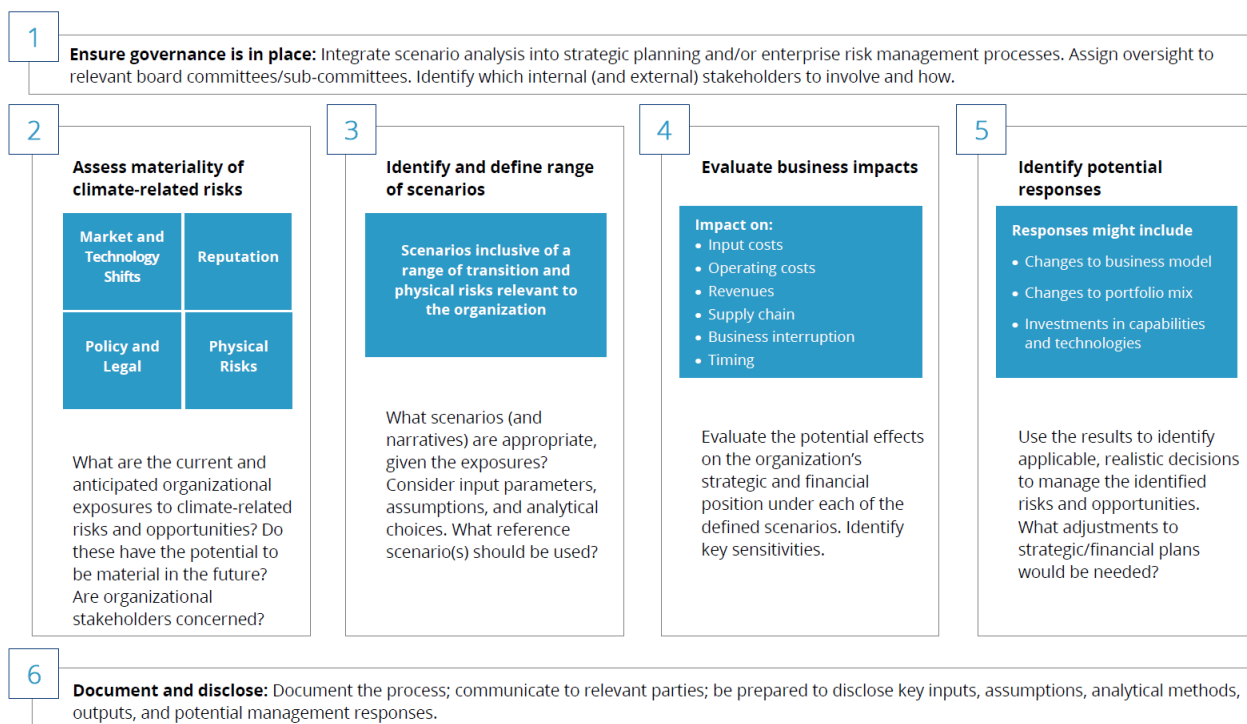 1
Ensure governance is in place: Integrate scenario analysis into strategic planning and/or enterprise risk management processes. Assign oversight to
relevant board committees/sub-committees. Identify which internal (and external) stakeholders to involve and how.
2
Assess materiality of
climate-related risks
Market and
Technology
Shifts
Reputation
Policy and
Legal
Physical
Risks
What are the current and
anticipated organizational
exposures to climate-related
risks and opportunities? Do
these have the potential to
be material in the future?
Are organizational
stakeholders concerned?
3
Identify and define range
of scenarios
Scenarios inclusive of a
range of transition and
physical risks relevant to
the organization
What scenarios (and
narratives) are appropriate,
given the exposures?
Consider input parameters,
assumptions, and analytical
choices. What reference
scenario(s) should be used?
4
Evaluate business impacts
Impact on:
• Input costs
• Operating costs
• Revenues
• Supply chain
• Business interruption
• Timing
Evaluate the potential effects
on the organization’s
strategic and financial
position under each of the
defined scenarios. Identify
key sensitivities.
5
Identify potential
responses
Responses might include
• Changes to business model
• Changes to portfolio mix
• Investments in capabilities
and technologies
Use the results to identify
applicable, realistic decisions
to manage the identified
risks and opportunities.
What adjustments to
strategic/financial plans
would be needed?
6
Document and disclose: Document the process; communicate to relevant parties; be prepared to disclose key inputs, assumptions, analytical methods,
outputs, and potential management responses.